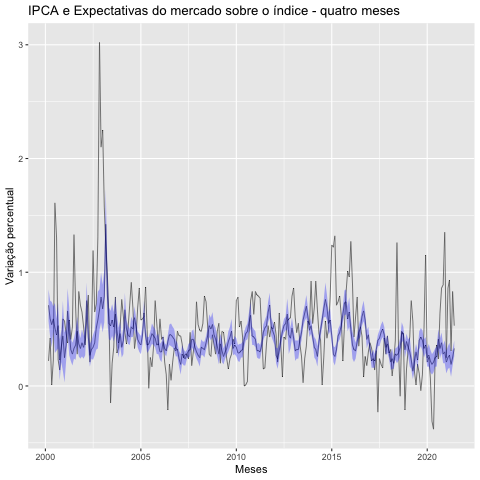 IPCA e Expectativas do mercado sobre o índice - quatro meses
Variação percentual
3
2
1
0
2000 2005 2010 2015 2020
Meses